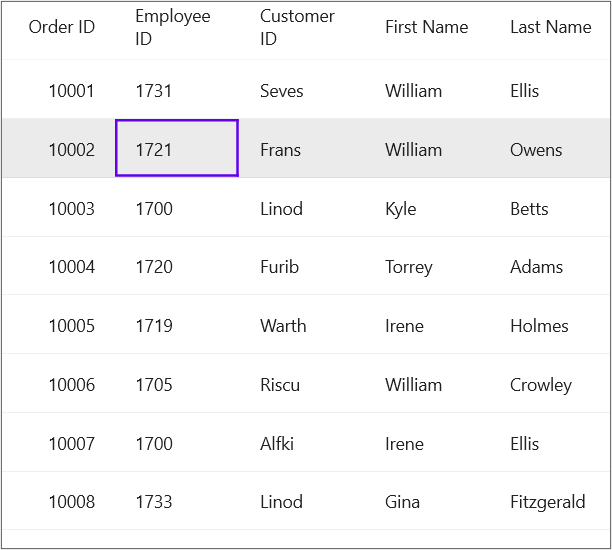 Order ID Employee ID Customer ID First Name Last Name
10001 1731 Seves William Ellis
10002 1721 Frans William Owens
10003 1700 Linod Kyle Betts
10004 1720 Furib Torrey Adams
10005 1719 Warth Irene Holmes
10006 1705 Riscu William Crowley
10007 1700 Alfki Irene Ellis
10008 1733 Linod Gina Fitzgerald